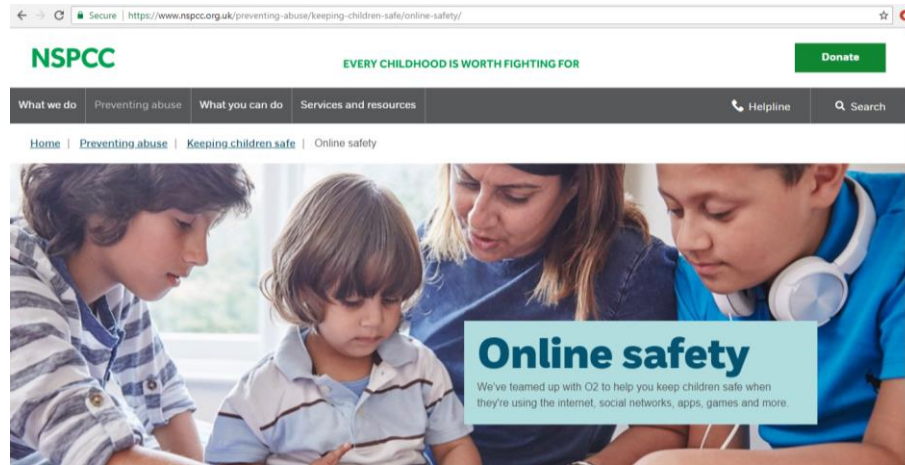 Secure | https://www.nspcc.org.uk/preventing-abuse/keeping-children-safe/online-safety/
NSPCC
EVERY CHILDHOOD IS WORTH FIGHTING FOR
Donate
What we do Preventing abuse What you can do Services and resources Helpline Search
Home | Preventing abuse | Keeping children safe | Online safety
Online safety
We've teamed up with O2 to help you keep children safe when
they're using the internet, social networks, apps, games and more.